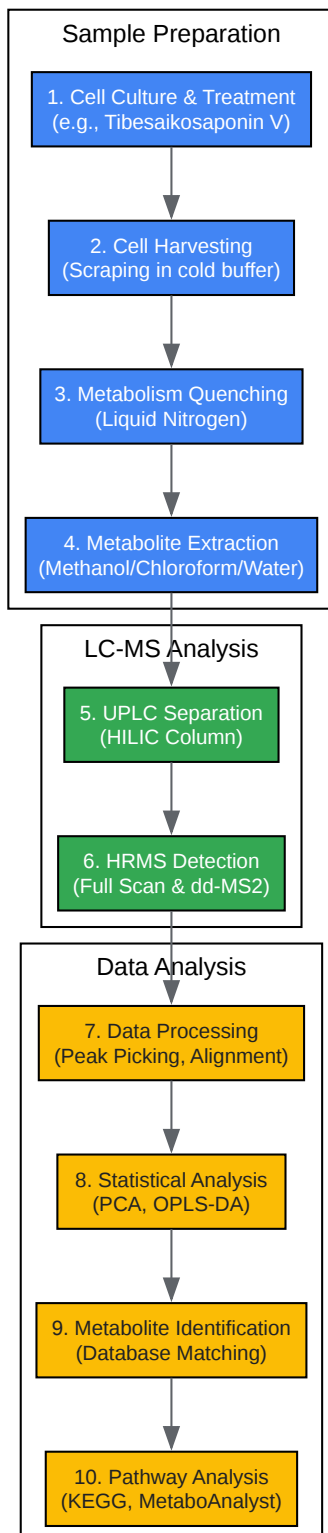 Sample Preparation
1. Cell Culture & Treatment
(e.g., Tibesaikosaponin V)
2. Cell Harvesting
(Scraping in cold buffer)
3. Metabolism Quenching
(Liquid Nitrogen)
4. Metabolite Extraction
(Methanol/Chloroform/Water)
LC-MS Analysis
5. UPLC Separation
(HILIC Column)
6. HRMS Detection
(Full Scan & dd-MS2)
Data Analysis
7. Data Processing
(Peak Picking, Alignment)
8. Statistical Analysis
(PCA, OPLS-DA)
9. Metabolite Identification
(Database Matching)
10. Pathway Analysis
(KEGG, MetaboAnalyst)